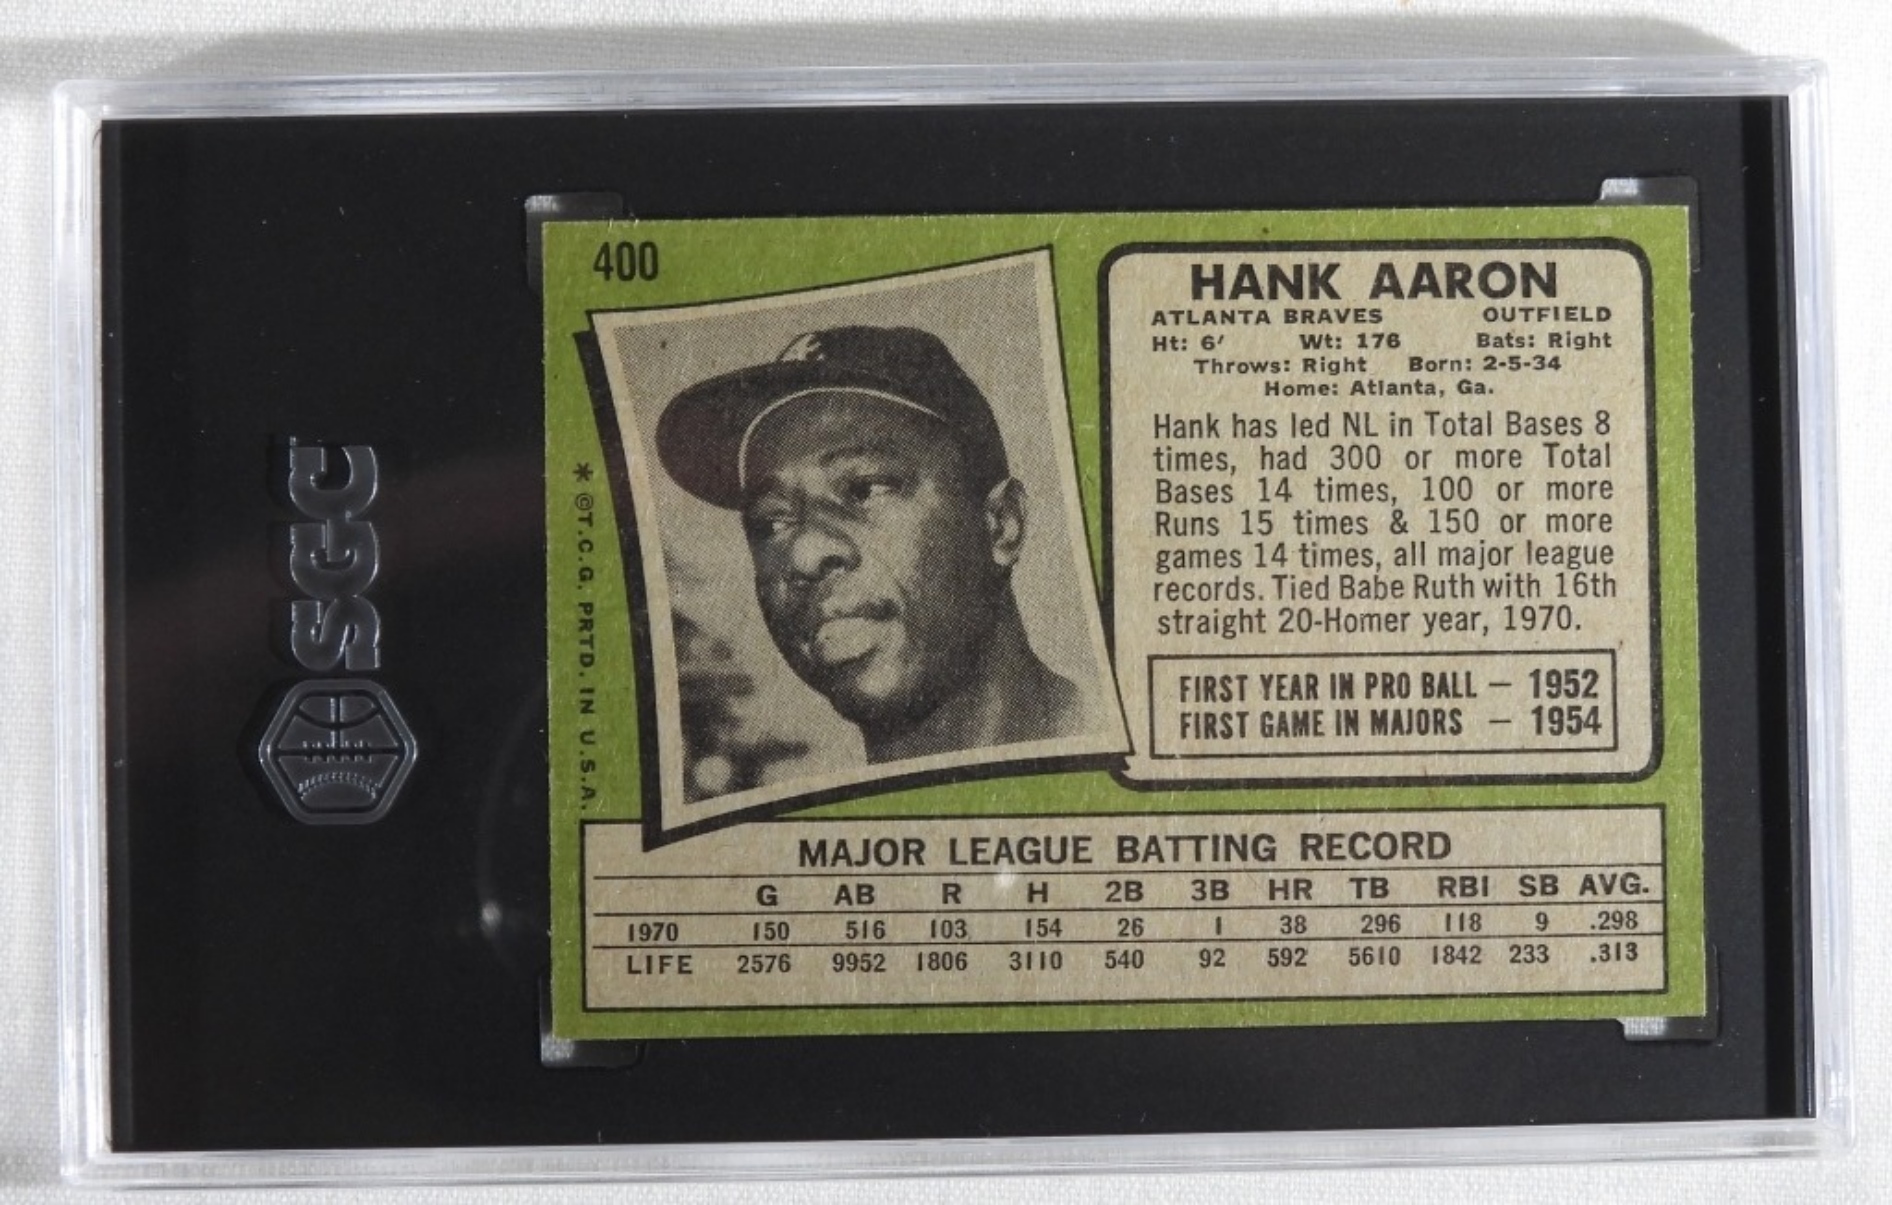 SGC
400
* ©T.C.G. PRTD. IN U.S.A.
HANK AARON
ATLANTA BRAVES OUTFIELD
Ht: 6' Wt: 176 Bats: Right
Throws: Right Born: 2-5-34
Home: Atlanta, Ga.
Hank has led NL in Total Bases 8
times, had 300 or more Total
Bases 14 times, 100 or more
Runs 15 times & 150 or more
games 14 times, all major league
records. Tied Babe Ruth with 16th
straight 20-Homer year, 1970.
FIRST YEAR IN PRO BALL — 1952
FIRST GAME IN MAJORS — 1954
MAJOR LEAGUE BATTING RECORD
G AB R H 2B 3B HR TB RBI SB AVG.
1970 150 516 103 154 26 1 38 296 118 9 .298
LIFE 2576 9952 1806 3110 540 92 592 5610 1842 233 .313